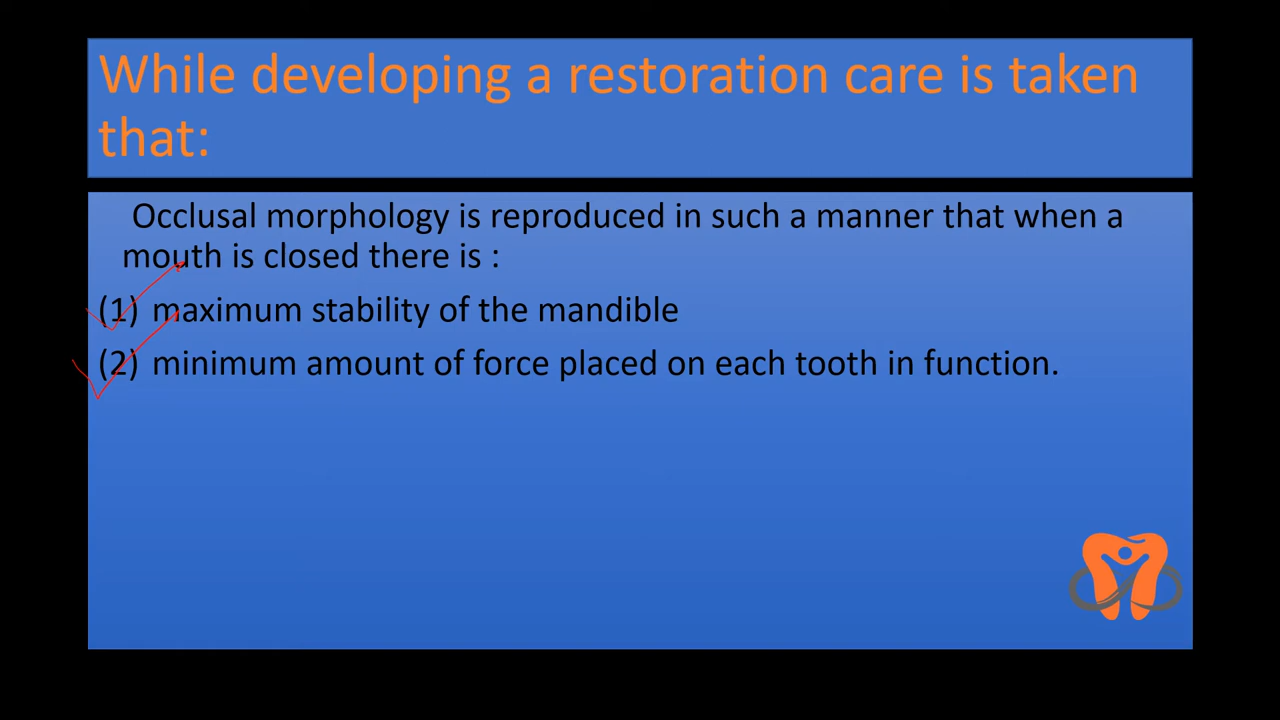 While developing a restoration care is taken
that:
Occlusal morphology is reproduced in such a manner that when a
mouth is closed there is :
(1) maximum stability of the mandible
(2) minimum amount of force placed on each tooth in function.